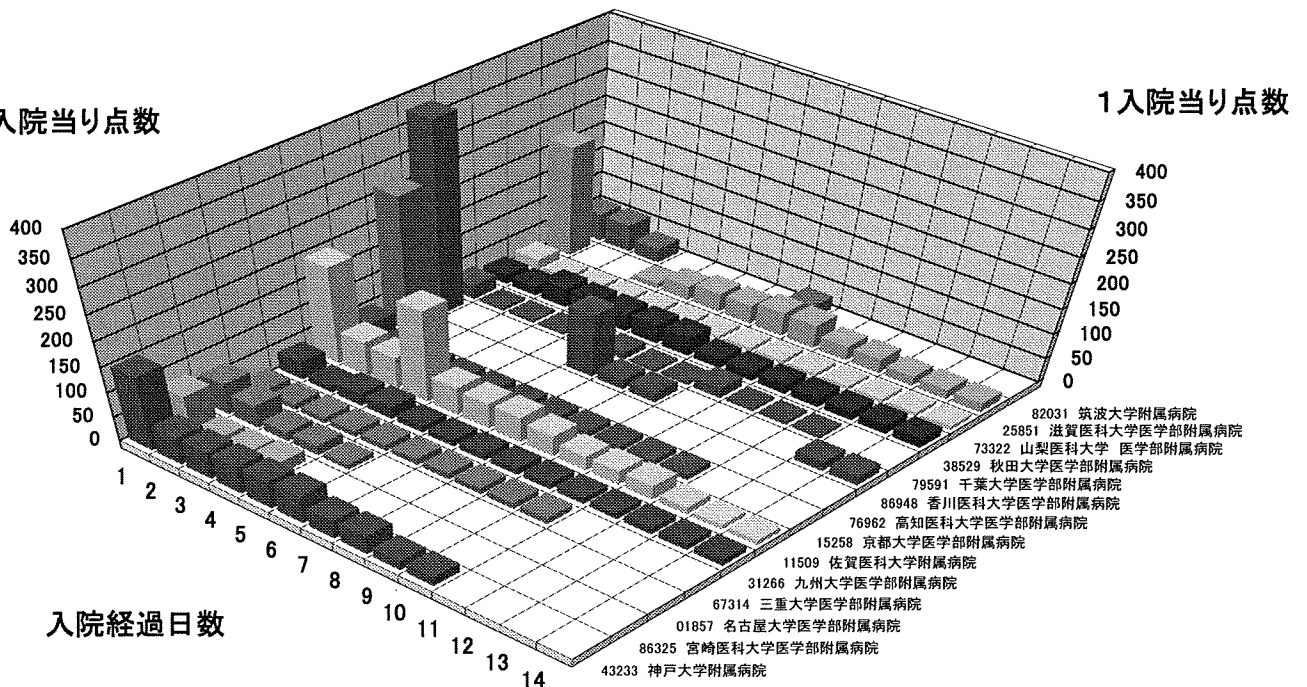 入院当り点数
1入院当り点数
400
350
300
250
200
150
100
50
0
400
350
300
250
200
150
100
50
0
1
2
3
4
5
6
7
8
9
10
11
12
13
14
入院経過日数
82031 筑波大学附属病院
25851 滋賀医科大学医学部附属病院
73322 山梨医科大学 医学部附属病院
38529 秋田大学医学部附属病院
79591 千葉大学医学部附属病院
86948 香川医科大学医学部附属病院
76962 高知医科大学医学部附属病院
15258 京都大学医学部附属病院
11509 佐賀医科大学附属病院
31266 九州大学医学部附属病院
67314 三重大学医学部附属病院
01857 名古屋大学医学部附属病院
86325 宮崎医科大学医学部附属病院
43233 神戸大学附属病院